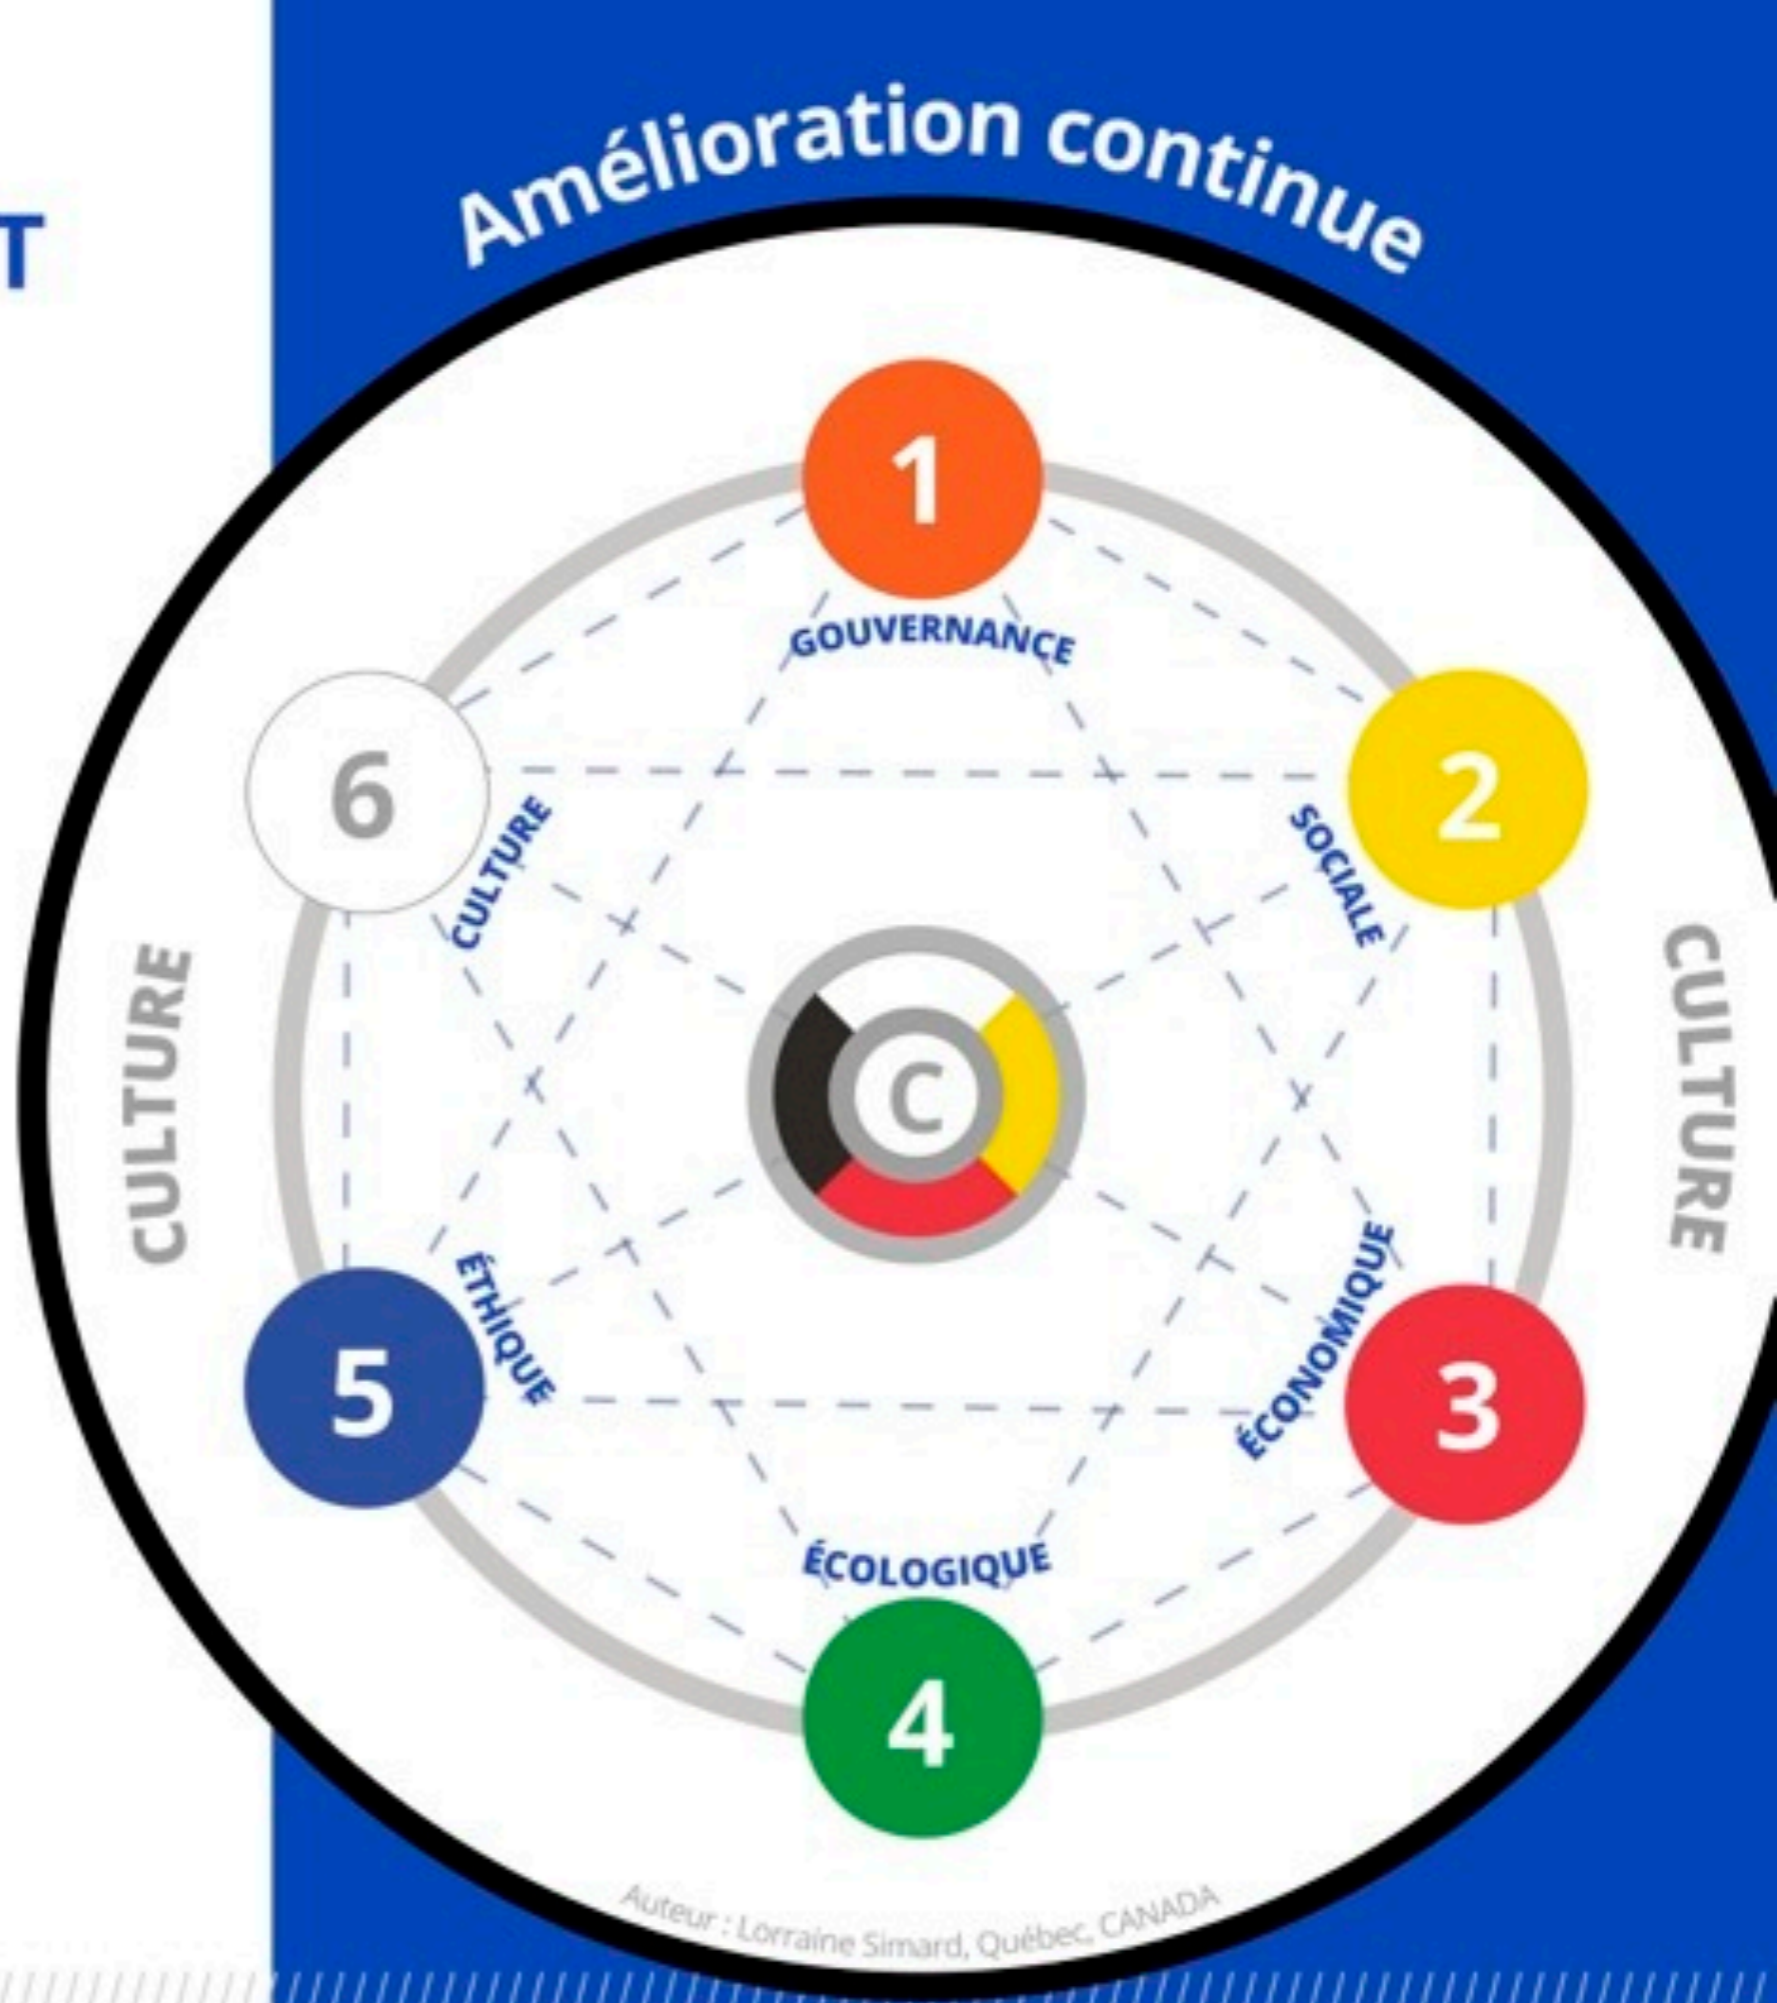 T
Amélioration continue
1
GOUVERNANCE
2
SOCIALE
3
ÉCONOMIQUE
4
ÉCOLOGIQUE
5
ÉTHIQUE
6
CULTURE
C
CULTURE
CULTURE
Auteur : Lorraine Simard, Québec, CANADA